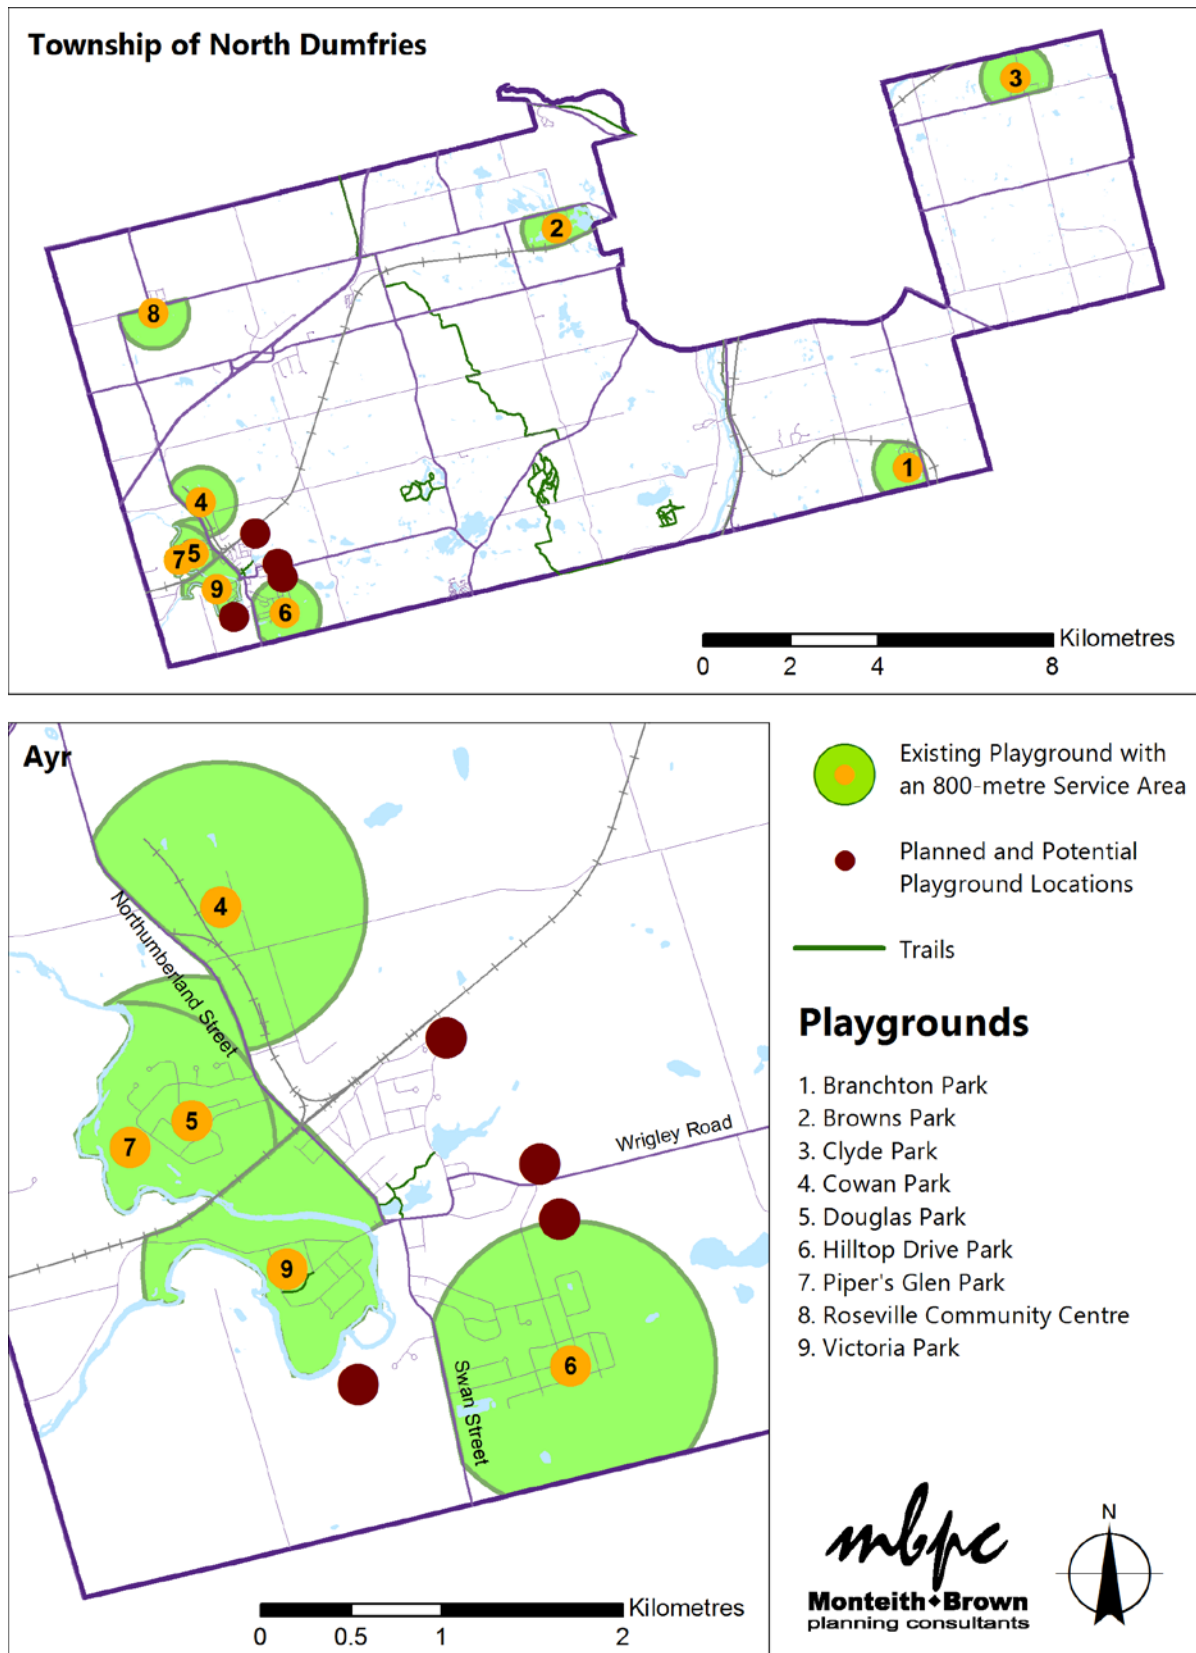 Township of North Dumfries
3
2
8
1
4
7
5
9
6
Kilometres
0
2
4
8
Ayr
4
Northumberland Street
5
7
Wrigley Road
9
6
Swan Street
Kilometres
0
0.5
1
2
Existing Playground with
an 800-metre Service Area
Planned and Potential
Playground Locations
Trails
Playgrounds
1. Branchton Park
2. Browns Park
3. Clyde Park
4. Cowan Park
5. Douglas Park
6. Hilltop Drive Park
7. Piper's Glen Park
8. Roseville Community Centre
9. Victoria Park
mbpc
Monteith♦Brown
planning consultants
N